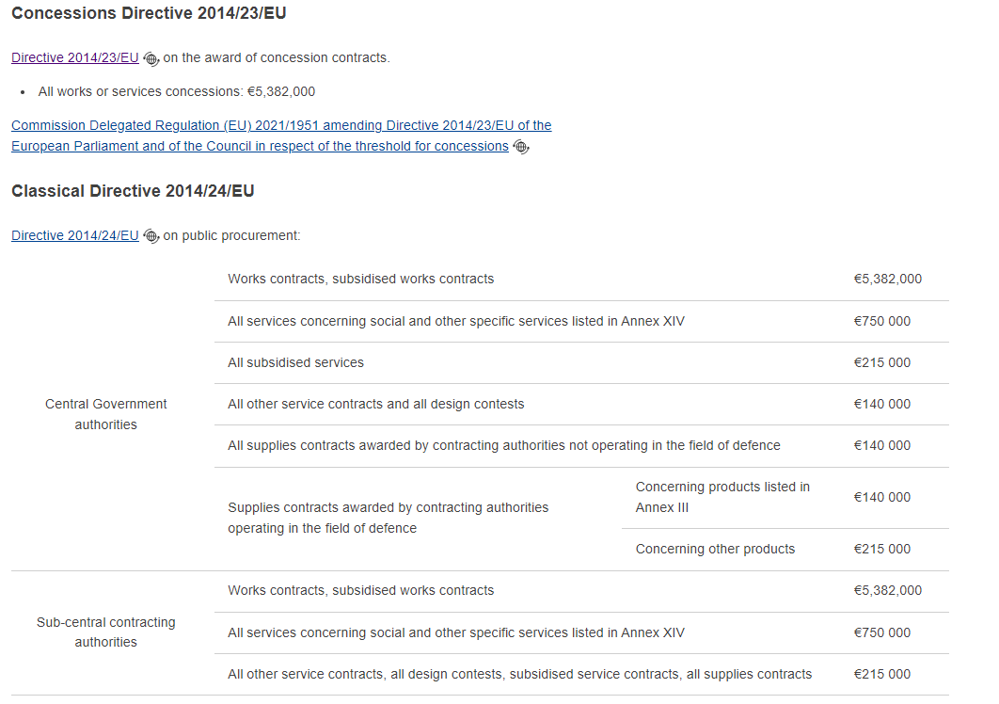 Concessions Directive 2014/23/EU
Directive 2014/23/EU on the award of concession contracts.
• All works or services concessions: €5,382,000
Commission Delegated Regulation (EU) 2021/1951 amending Directive 2014/23/EU of the
European Parliament and of the Council in respect of the threshold for concessions
Classical Directive 2014/24/EU
Directive 2014/24/EU on public procurement:
Central Government
authorities
Works contracts, subsidised works contracts €5,382,000
All services concerning social and other specific services listed in Annex XIV €750 000
All subsidised services €215 000
All other service contracts and all design contests €140 000
All supplies contracts awarded by contracting authorities not operating in the field of defence €140 000
Supplies contracts awarded by contracting authorities
operating in the field of defence
Concerning products listed in
Annex III
€140 000
Concerning other products €215 000
Sub-central contracting
authorities
Works contracts, subsidised works contracts €5,382,000
All services concerning social and other specific services listed in Annex XIV €750 000
All other service contracts, all design contests, subsidised service contracts, all supplies contracts €215 000